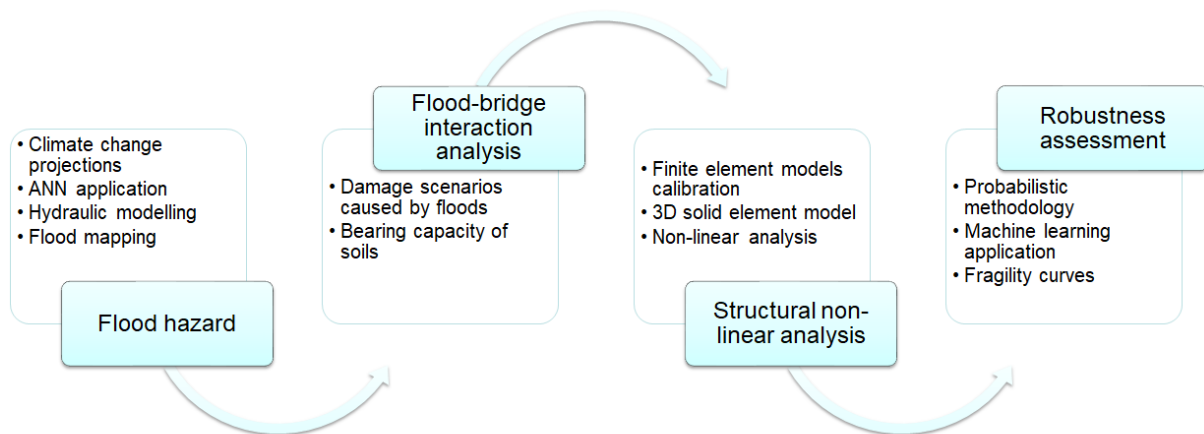 • Climate change
projections
• ANN application
• Hydraulic modelling
• Flood mapping
Flood hazard
Flood-bridge
interaction
analysis
• Damage scenarios
caused by floods
• Bearing capacity of
soils
• Finite element models
calibration
• 3D solid element model
• Non-linear analysis
Structural non-
linear analysis
Robustness
assessment
• Probabilistic
methodology
• Machine learning
application
• Fragility curves